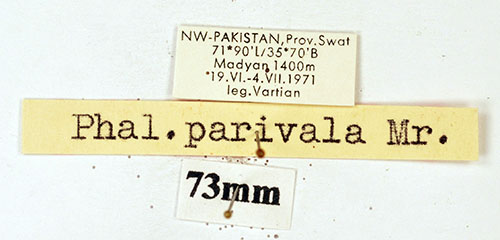 NW-PAKISTAN, Prov. Swat
71°90'L/35°70'B
Madyan 1400m
19.VI.-4.VII.1971
leg. Vartian
Phal. parivala Mr.
73mm